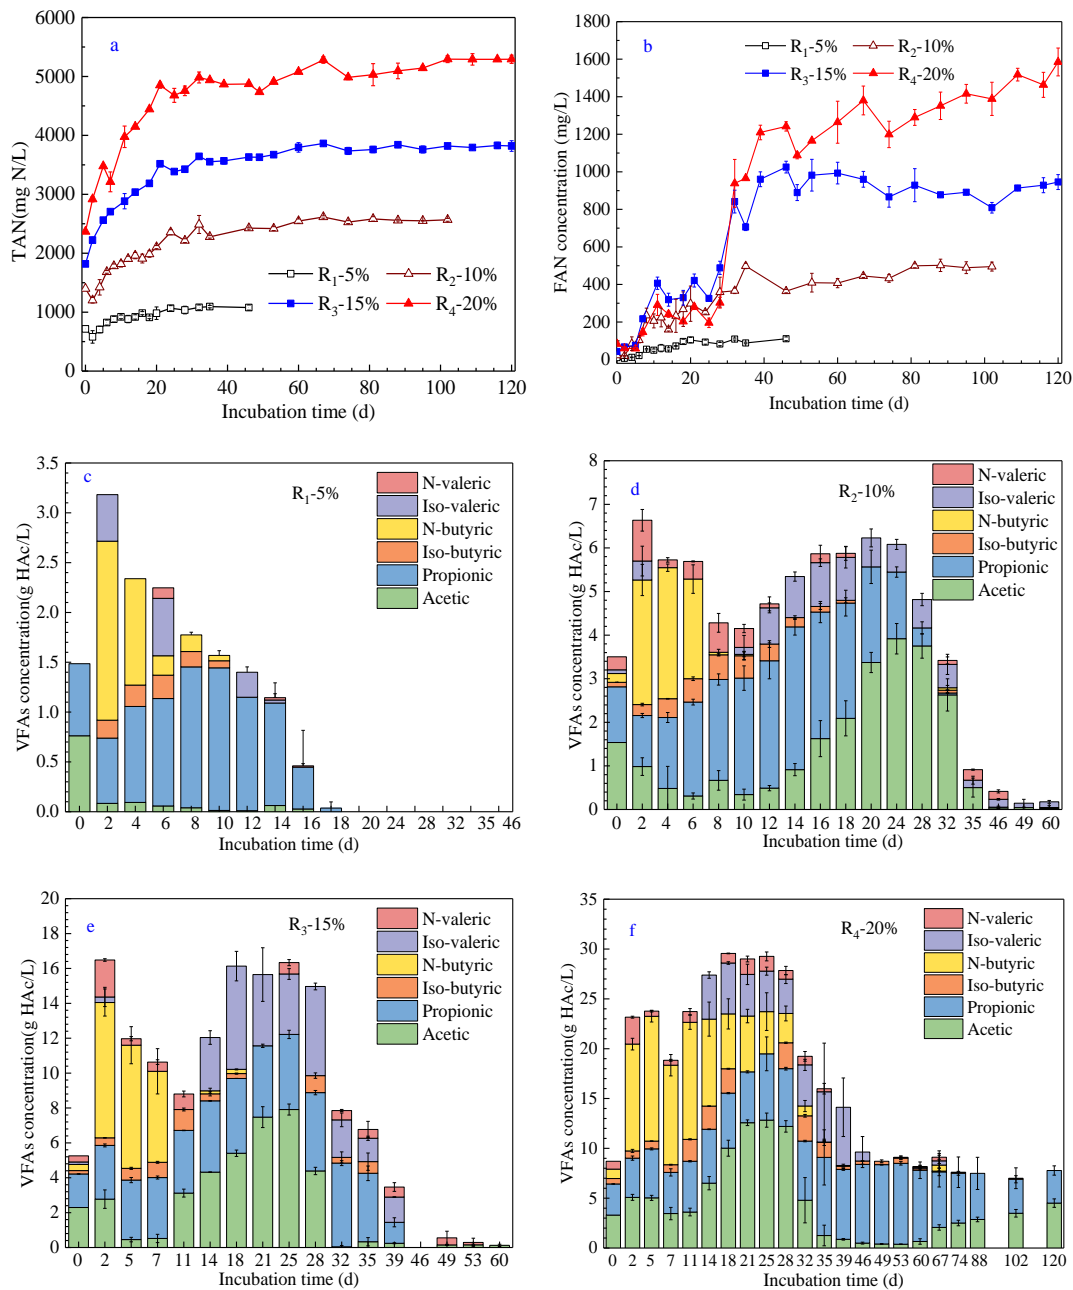 a
6000
5000
4000
3000
2000
1000
0
TAN(mg N/L)
R1-5% R2-10%
R3-15% R4-20%
0 20 40 60 80 100 120
Incubation time (d)
b
1800
1600
1400
1200
1000
800
600
400
200
0
FAN concentration (mg/L)
R1-5% R2-10%
R3-15% R4-20%
0 20 40 60 80 100 120
Incubation time (d)
c
R1-5%
3.5
3.0
2.5
2.0
1.5
1.0
0.5
0.0
VFAs concentration(g HAc/L)
N-valeric
Iso-valeric
N-butyric
Iso-butyric
Propionic
Acetic
0 2 4 6 8 10 12 14 16 18 20 24 28 32 35 46
Incubation time (d)
d
R2-10%
8
7
6
5
4
3
2
1
0
VFAs concentration(g HAc/L)
N-valeric
Iso-valeric
N-butyric
Iso-butyric
Propionic
Acetic
0 2 4 6 8 10 12 14 16 18 20 24 28 32 35 46 49 60
Incubation time (d)
e
R3-15%
20
18
16
14
12
10
8
6
4
2
0
VFAs concentration(g HAc/L)
N-valeric
Iso-valeric
N-butyric
Iso-butyric
Propionic
Acetic
0 2 5 7 11 14 18 21 25 28 32 35 39 46 49 53 60
Incubation time (d)
f
R4-20%
35
30
25
20
15
10
5
0
VFAs concentration(g HAc/L)
N-valeric
Iso-valeric
N-butyric
Iso-butyric
Propionic
Acetic
0 2 5 7 11 14 18 21 25 28 32 35 39 46 49 53 60 67 74 88 102 120
Incubation time (d)